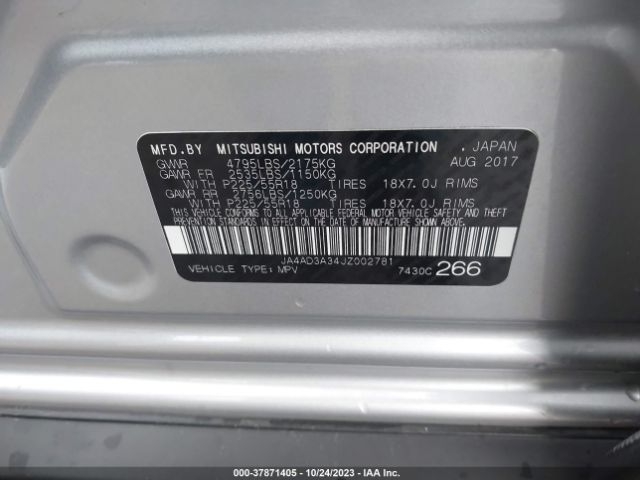 MFD.BY MITSUBISHI MOTORS CORPORATION . JAPAN
GVWR 4795LBS/2175KG AUG 2017
GAWR FR 2535LBS/1150KG
WITH P225/55R18 TIRES 18X7.0J RIMS
GAWR RR 2756LBS/1250KG
WITH P225/55R18 TIRES 18X7.0J RIMS
THIS VEHICLE CONFORMS TO ALL APPLICABLE FEDERAL MOTOR VEHICLE SAFETY AND
THEFT PREVENTION STANDARDS IN EFFECT ON THE DATE OF MANUFACTURE SHOWN ABOVE.
JA4AD3A34JZ002781
VEHICLE TYPE: MPV 7430C 266
000-37871405 - 10/24/2023 - IAA Inc.